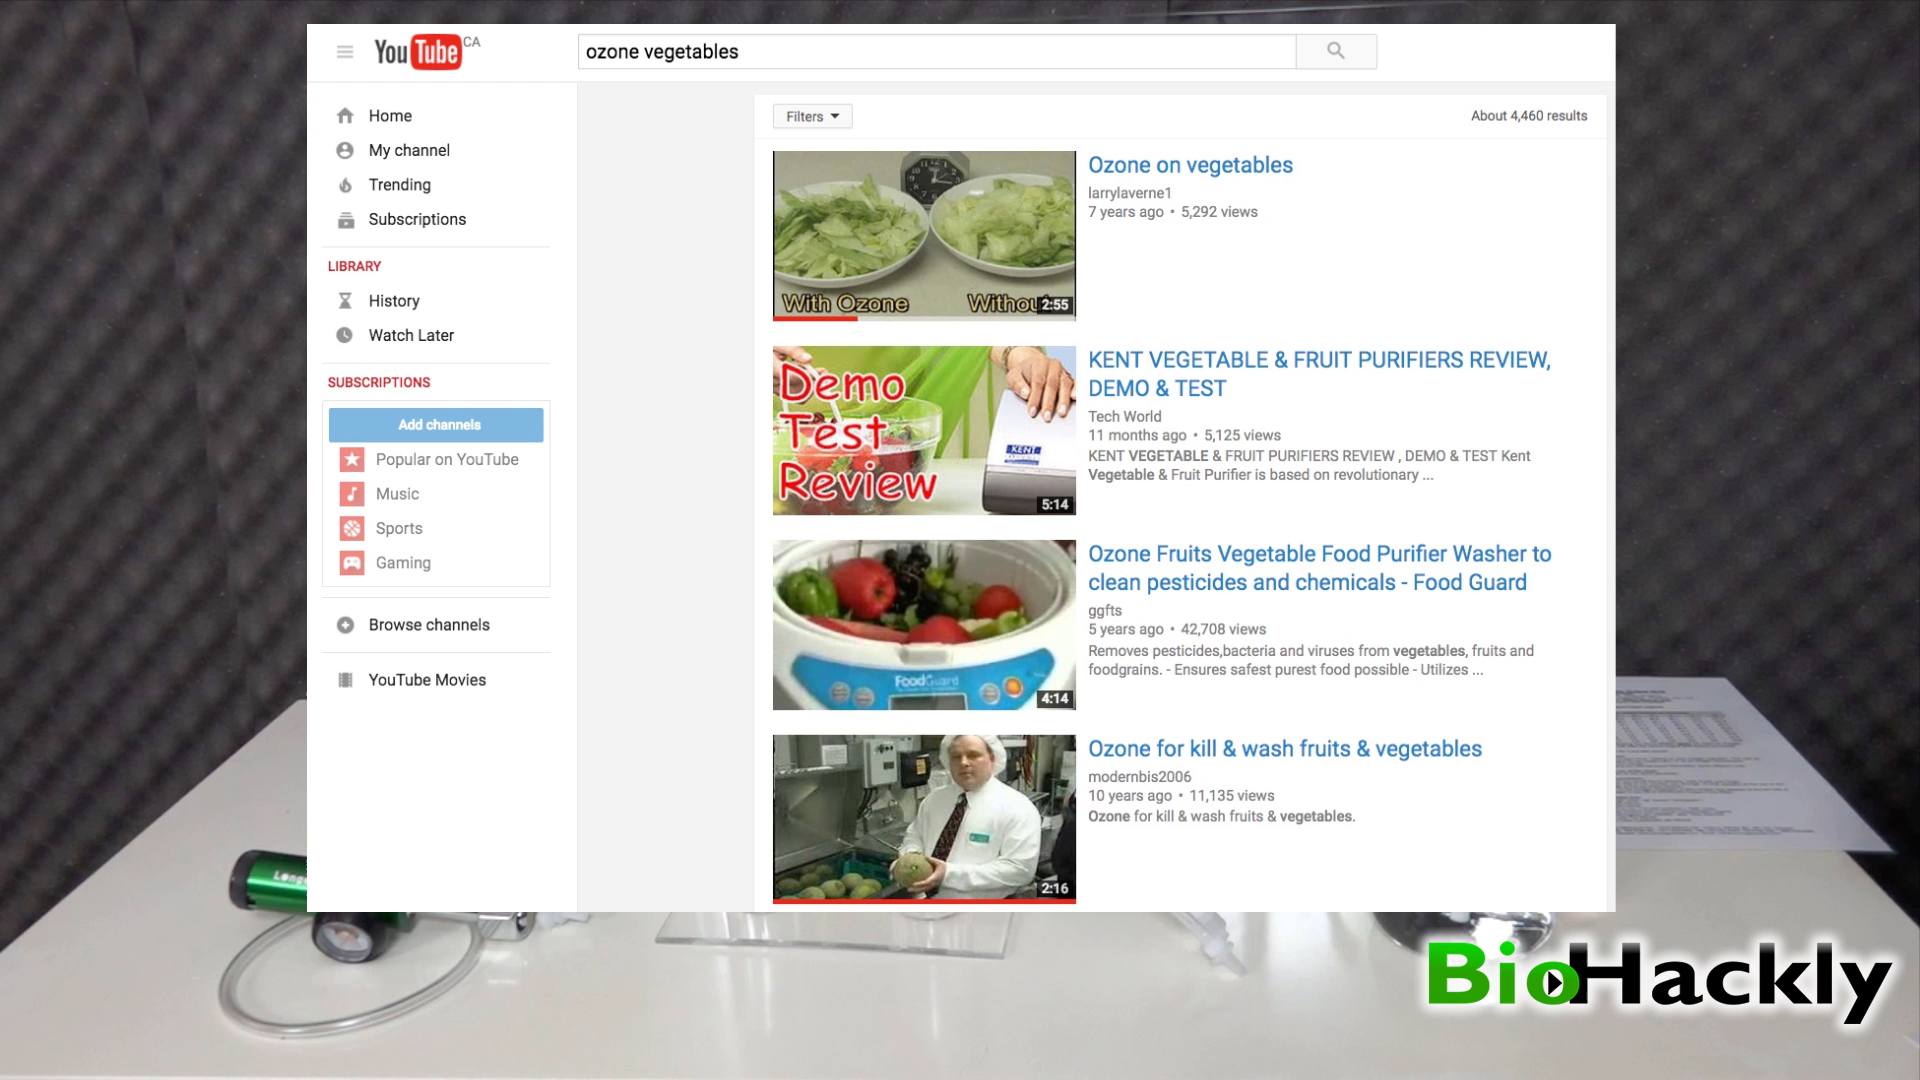 YouTube CA
ozone vegetables
Home
My channel
Trending
Subscriptions
LIBRARY
History
Watch Later
SUBSCRIPTIONS
Add channels
Popular on YouTube
Music
Sports
Gaming
Browse channels
YouTube Movies
Filters
About 4,460 results
With Ozone
2:55
Ozone on vegetables
larrylaverne1
7 years ago • 5,292 views
Demo
Test
Review
KENT
5:14
KENT VEGETABLE & FRUIT PURIFIERS REVIEW,
DEMO & TEST
Tech World
11 months ago • 5,125 views
KENT VEGETABLE & FRUIT PURIFIERS REVIEW , DEMO & TEST Kent
Vegetable & Fruit Purifier is based on revolutionary ...
FoodGuard
4:14
Ozone Fruits Vegetable Food Purifier Washer to
clean pesticides and chemicals - Food Guard
ggfts
5 years ago • 42,708 views
Removes pesticides,bacteria and viruses from vegetables, fruits and
foodgrains. - Ensures safest purest food possible - Utilizes ...
2:16
Ozone for kill & wash fruits & vegetables
modernbis2006
10 years ago • 11,135 views
Ozone for kill & wash fruits & vegetables.
BioHackly